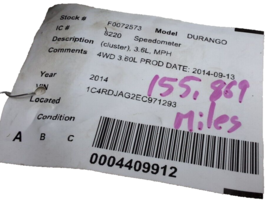 Stock # F0072573 Model DURANGO
IC # 8220 Speedometer
Description (cluster), 3.6L, MPH
Comments 4WD 3.60L PROD DATE: 2014-09-13
Year 2014
VIN 1C4RDJAG2EC971293
Located
Condition
155,869
Miles
A B C
0004409912